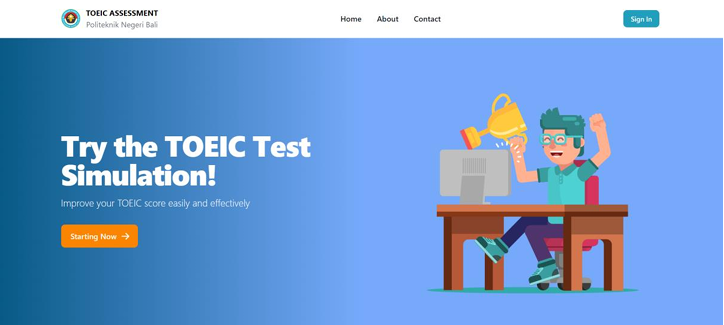 TOEIC ASSESSMENT
Politeknik Negeri Bali
Home About Contact
Sign In
Try the TOEIC Test
Simulation!
Improve your TOEIC score easily and effectively
Starting Now →